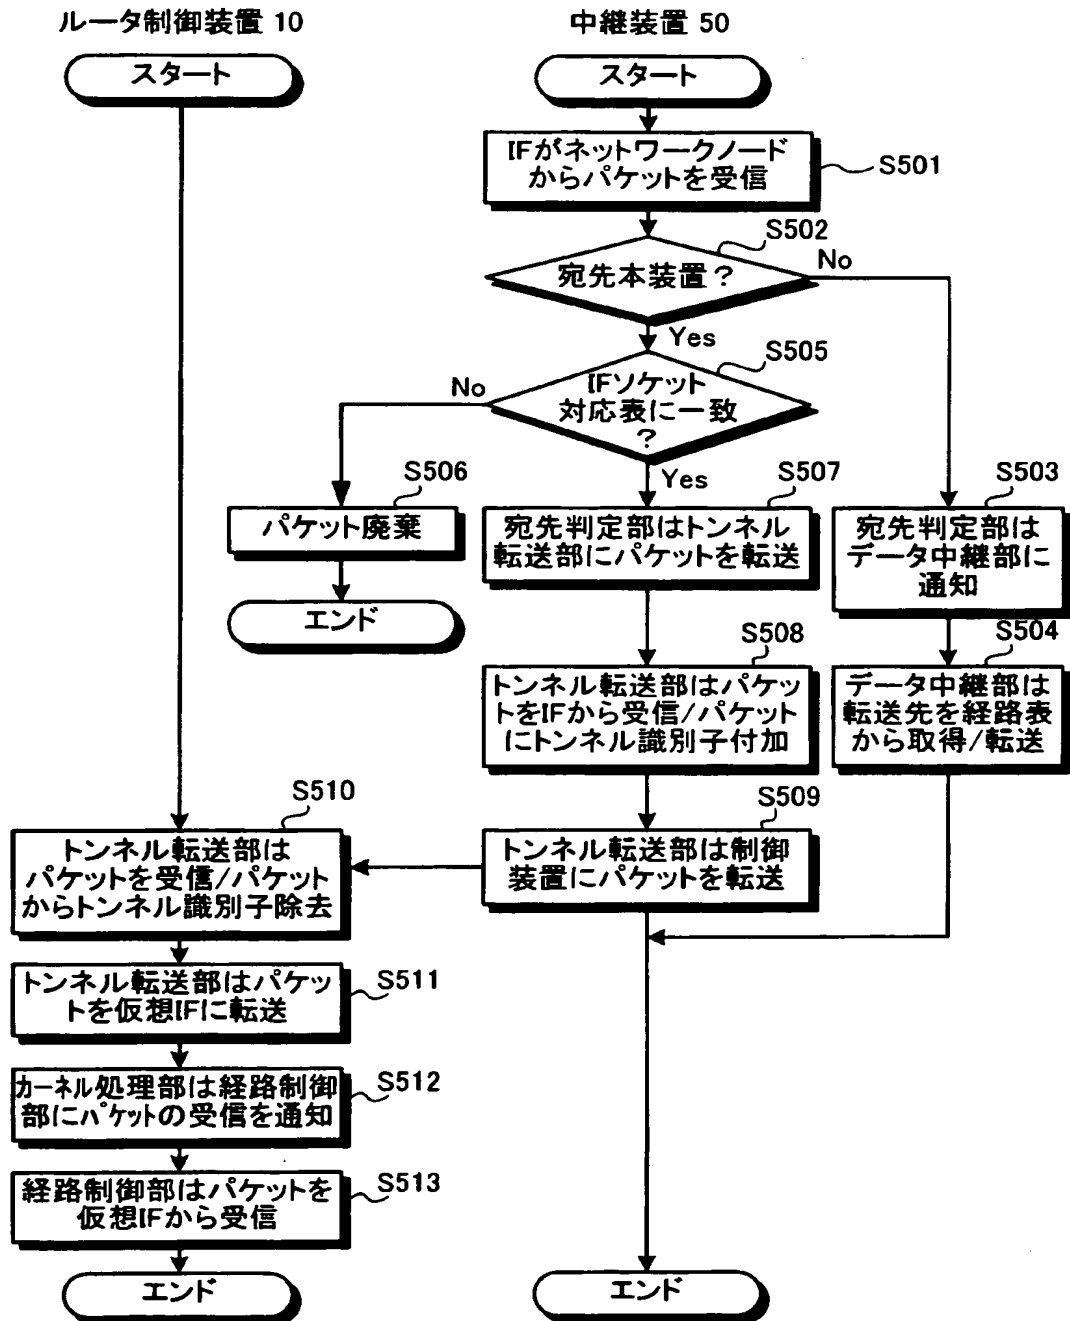 ルータ制御装置 10
中継装置 50
スタート
スタート
IFがネットワークノード
からパケットを受信
S501
S502
宛先本装置？
No
Yes
S505
IFソケット
対応表に一致
？
No
Yes
S506
パケット廃棄
エンド
S507
宛先判定部はトンネル
転送部にパケットを転送
S503
宛先判定部は
データ中継部に
通知
S508
トンネル転送部はパケッ
トをIFから受信/パケット
にトンネル識別子付加
S504
データ中継部は
転送先を経路表
から取得/転送
S509
トンネル転送部は制御
装置にパケットを転送
S510
トンネル転送部は
パケットを受信/パケット
からトンネル識別子除去
トンネル転送部はパケッ
トを仮想IFに転送
S511
カーネル処理部は経路制御
部にパケットの受信を通知
S512
経路制御部はパケットを
仮想IFから受信
S513
エンド
エンド